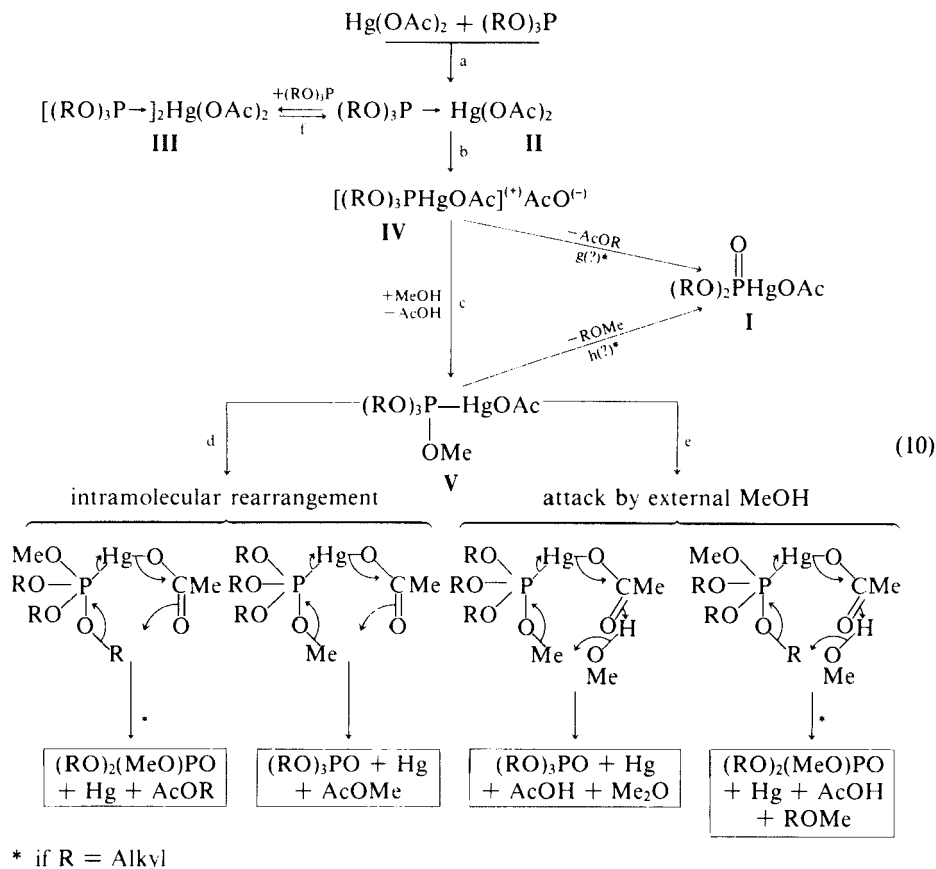 Hg(OAc)₂ + (RO)₃P
a
[(RO)₃P→]₂Hg(OAc)₂ +(RO)₃P ⇌ f (RO)₃P → Hg(OAc)₂
III II
b
[(RO)₃PHgOAc]⁽⁺⁾AcO⁽⁻⁾
IV
−AcOR
g(?)*
O
(RO)₂PHgOAc
I
+MeOH
−AcOH
c
−ROMe
h(?)*
(RO)₃P—HgOAc
OMe
V
d e
(10)
intramolecular rearrangement attack by external MeOH
MeO RO RO P Hg O CMe O O R
RO RO RO P Hg O CMe O O Me
RO RO RO P Hg O CMe OH O Me O Me
MeO RO RO P Hg O CMe OH O R O Me
* *
(RO)₂(MeO)PO + Hg + AcOR
(RO)₃PO + Hg + AcOMe
(RO)₃PO + Hg + AcOH + Me₂O
(RO)₂(MeO)PO + Hg + AcOH + ROMe
* if R = Alkyl